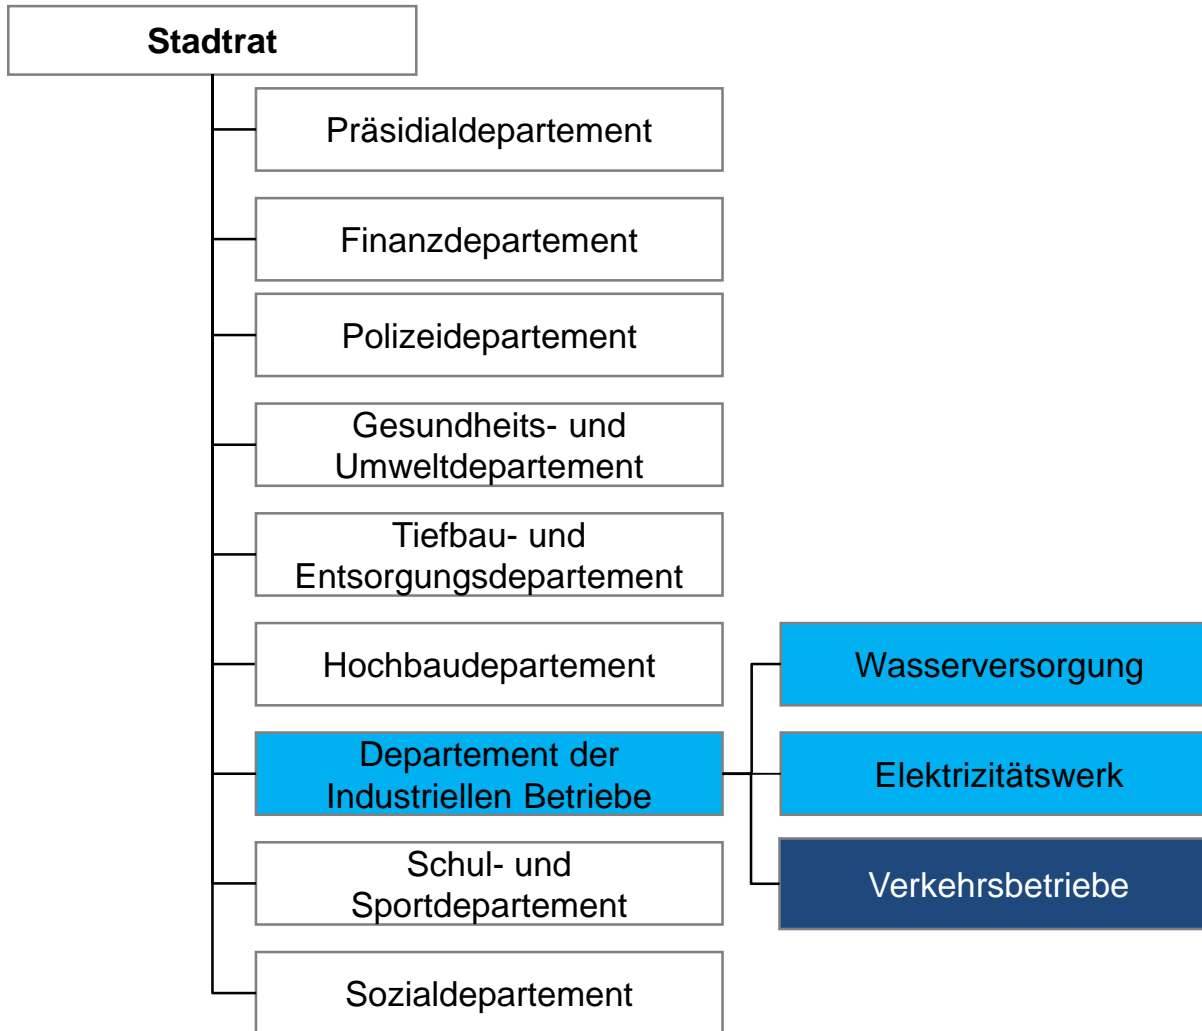 Stadtrat
Präsidialdepartement
Finanzdepartement
Polizeidepartement
Gesundheits- und
Umweltdepartement
Tiefbau- und
Entsorgungsdepartement
Hochbaudepartement
Departement der
Industriellen Betriebe
Wasserversorgung
Elektrizitätswerk
Verkehrsbetriebe
Schul- und
Sportdepartement
Sozialdepartement